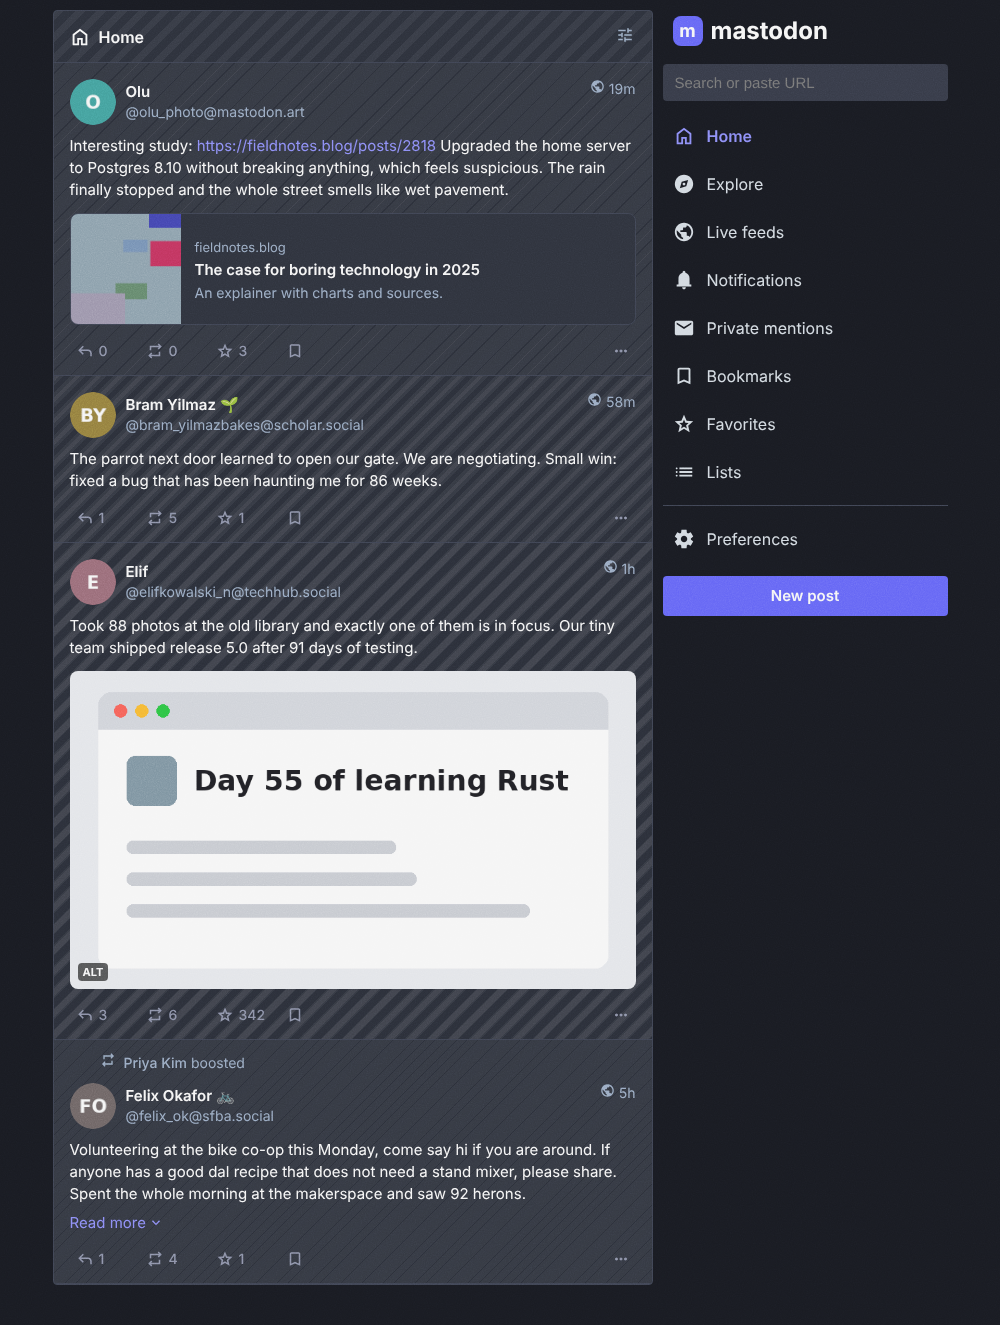 Home
O
Olu
19m
@olu_photo@mastodon.art
Interesting study: https://fieldnotes.blog/posts/2818 Upgraded the home server
to Postgres 8.10 without breaking anything, which feels suspicious. The rain
finally stopped and the whole street smells like wet pavement.
fieldnotes.blog
The case for boring technology in 2025
An explainer with charts and sources.
0 0 3
BY
Bram Yilmaz 🌱
58m
@bram_yilmazbakes@scholar.social
The parrot next door learned to open our gate. We are negotiating. Small win:
fixed a bug that has been haunting me for 86 weeks.
1 5 1
E
Elif
1h
@elifkowalski_n@techhub.social
Took 88 photos at the old library and exactly one of them is in focus. Our tiny
team shipped release 5.0 after 91 days of testing.
Day 55 of learning Rust
ALT
3 6 342
Priya Kim boosted
FO
Felix Okafor 🚲
5h
@felix_ok@sfba.social
Volunteering at the bike co-op this Monday, come say hi if you are around. If
anyone has a good dal recipe that does not need a stand mixer, please share.
Spent the whole morning at the makerspace and saw 92 herons.
Read more
1 4 1
m mastodon
Search or paste URL
Home
Explore
Live feeds
Notifications
Private mentions
Bookmarks
Favorites
Lists
Preferences
New post